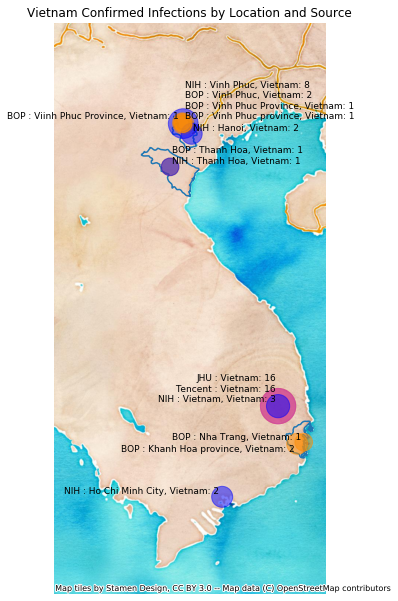 Vietnam Confirmed Infections by Location and Source
NIH : Vinh Phuc, Vietnam: 8
BOP : Vinh Phuc, Vietnam: 2
BOP : Vinh Phuc Province, Vietnam: 1
BOP : Viinh Phuc Province, Vietnam: 1
BOP : Vinh Phuc province, Vietnam: 1
NIH : Hanoi, Vietnam: 2
BOP : Thanh Hoa, Vietnam: 1
NIH : Thanh Hoa, Vietnam: 1
JHU : Vietnam: 16
Tencent : Vietnam: 16
NIH : Vietnam, Vietnam: 3
BOP : Nha Trang, Vietnam: 1
BOP : Khanh Hoa province, Vietnam: 2
NIH : Ho Chi Minh City, Vietnam: 2
Map tiles by Stamen Design, CC BY 3.0 -- Map data (C) OpenStreetMap contributors